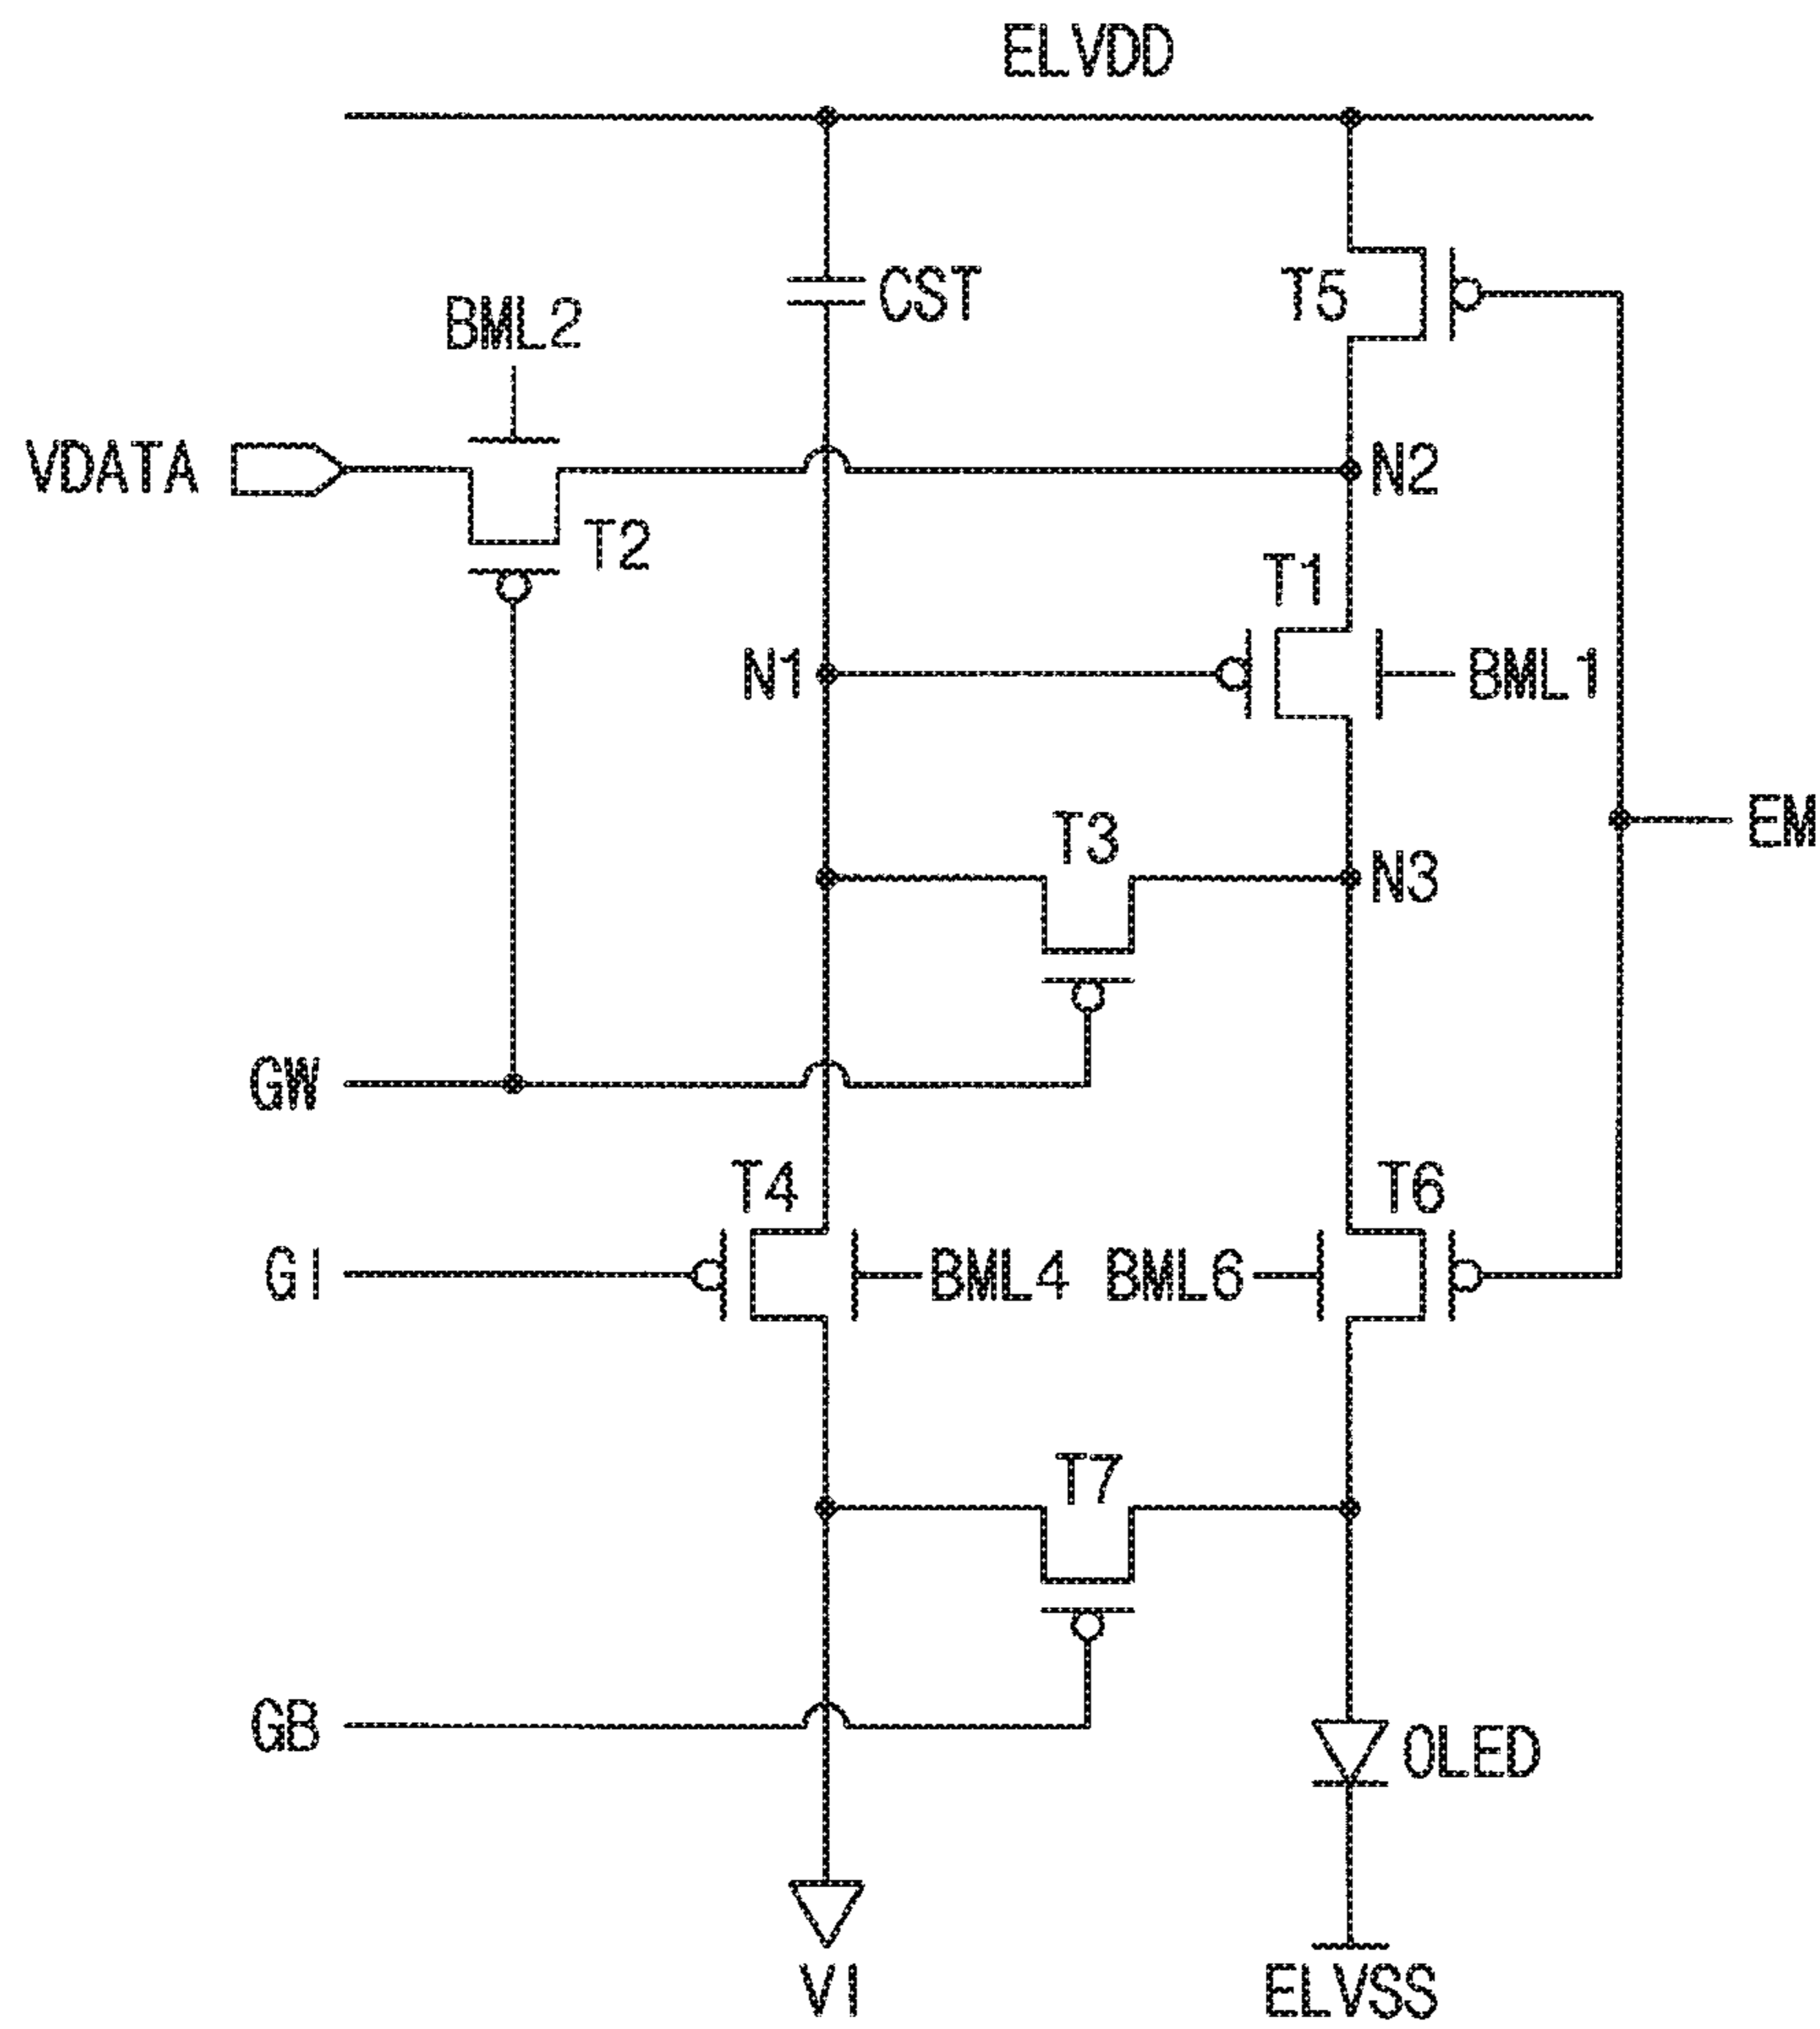 ELVDD
CST
T5
BML2
VDATA
N2
T2
T1
N1
BML1
T3
EM
N3
GW
T4
T6
GI
BML4
BML6
T7
GB
OLED
VI
ELVSS